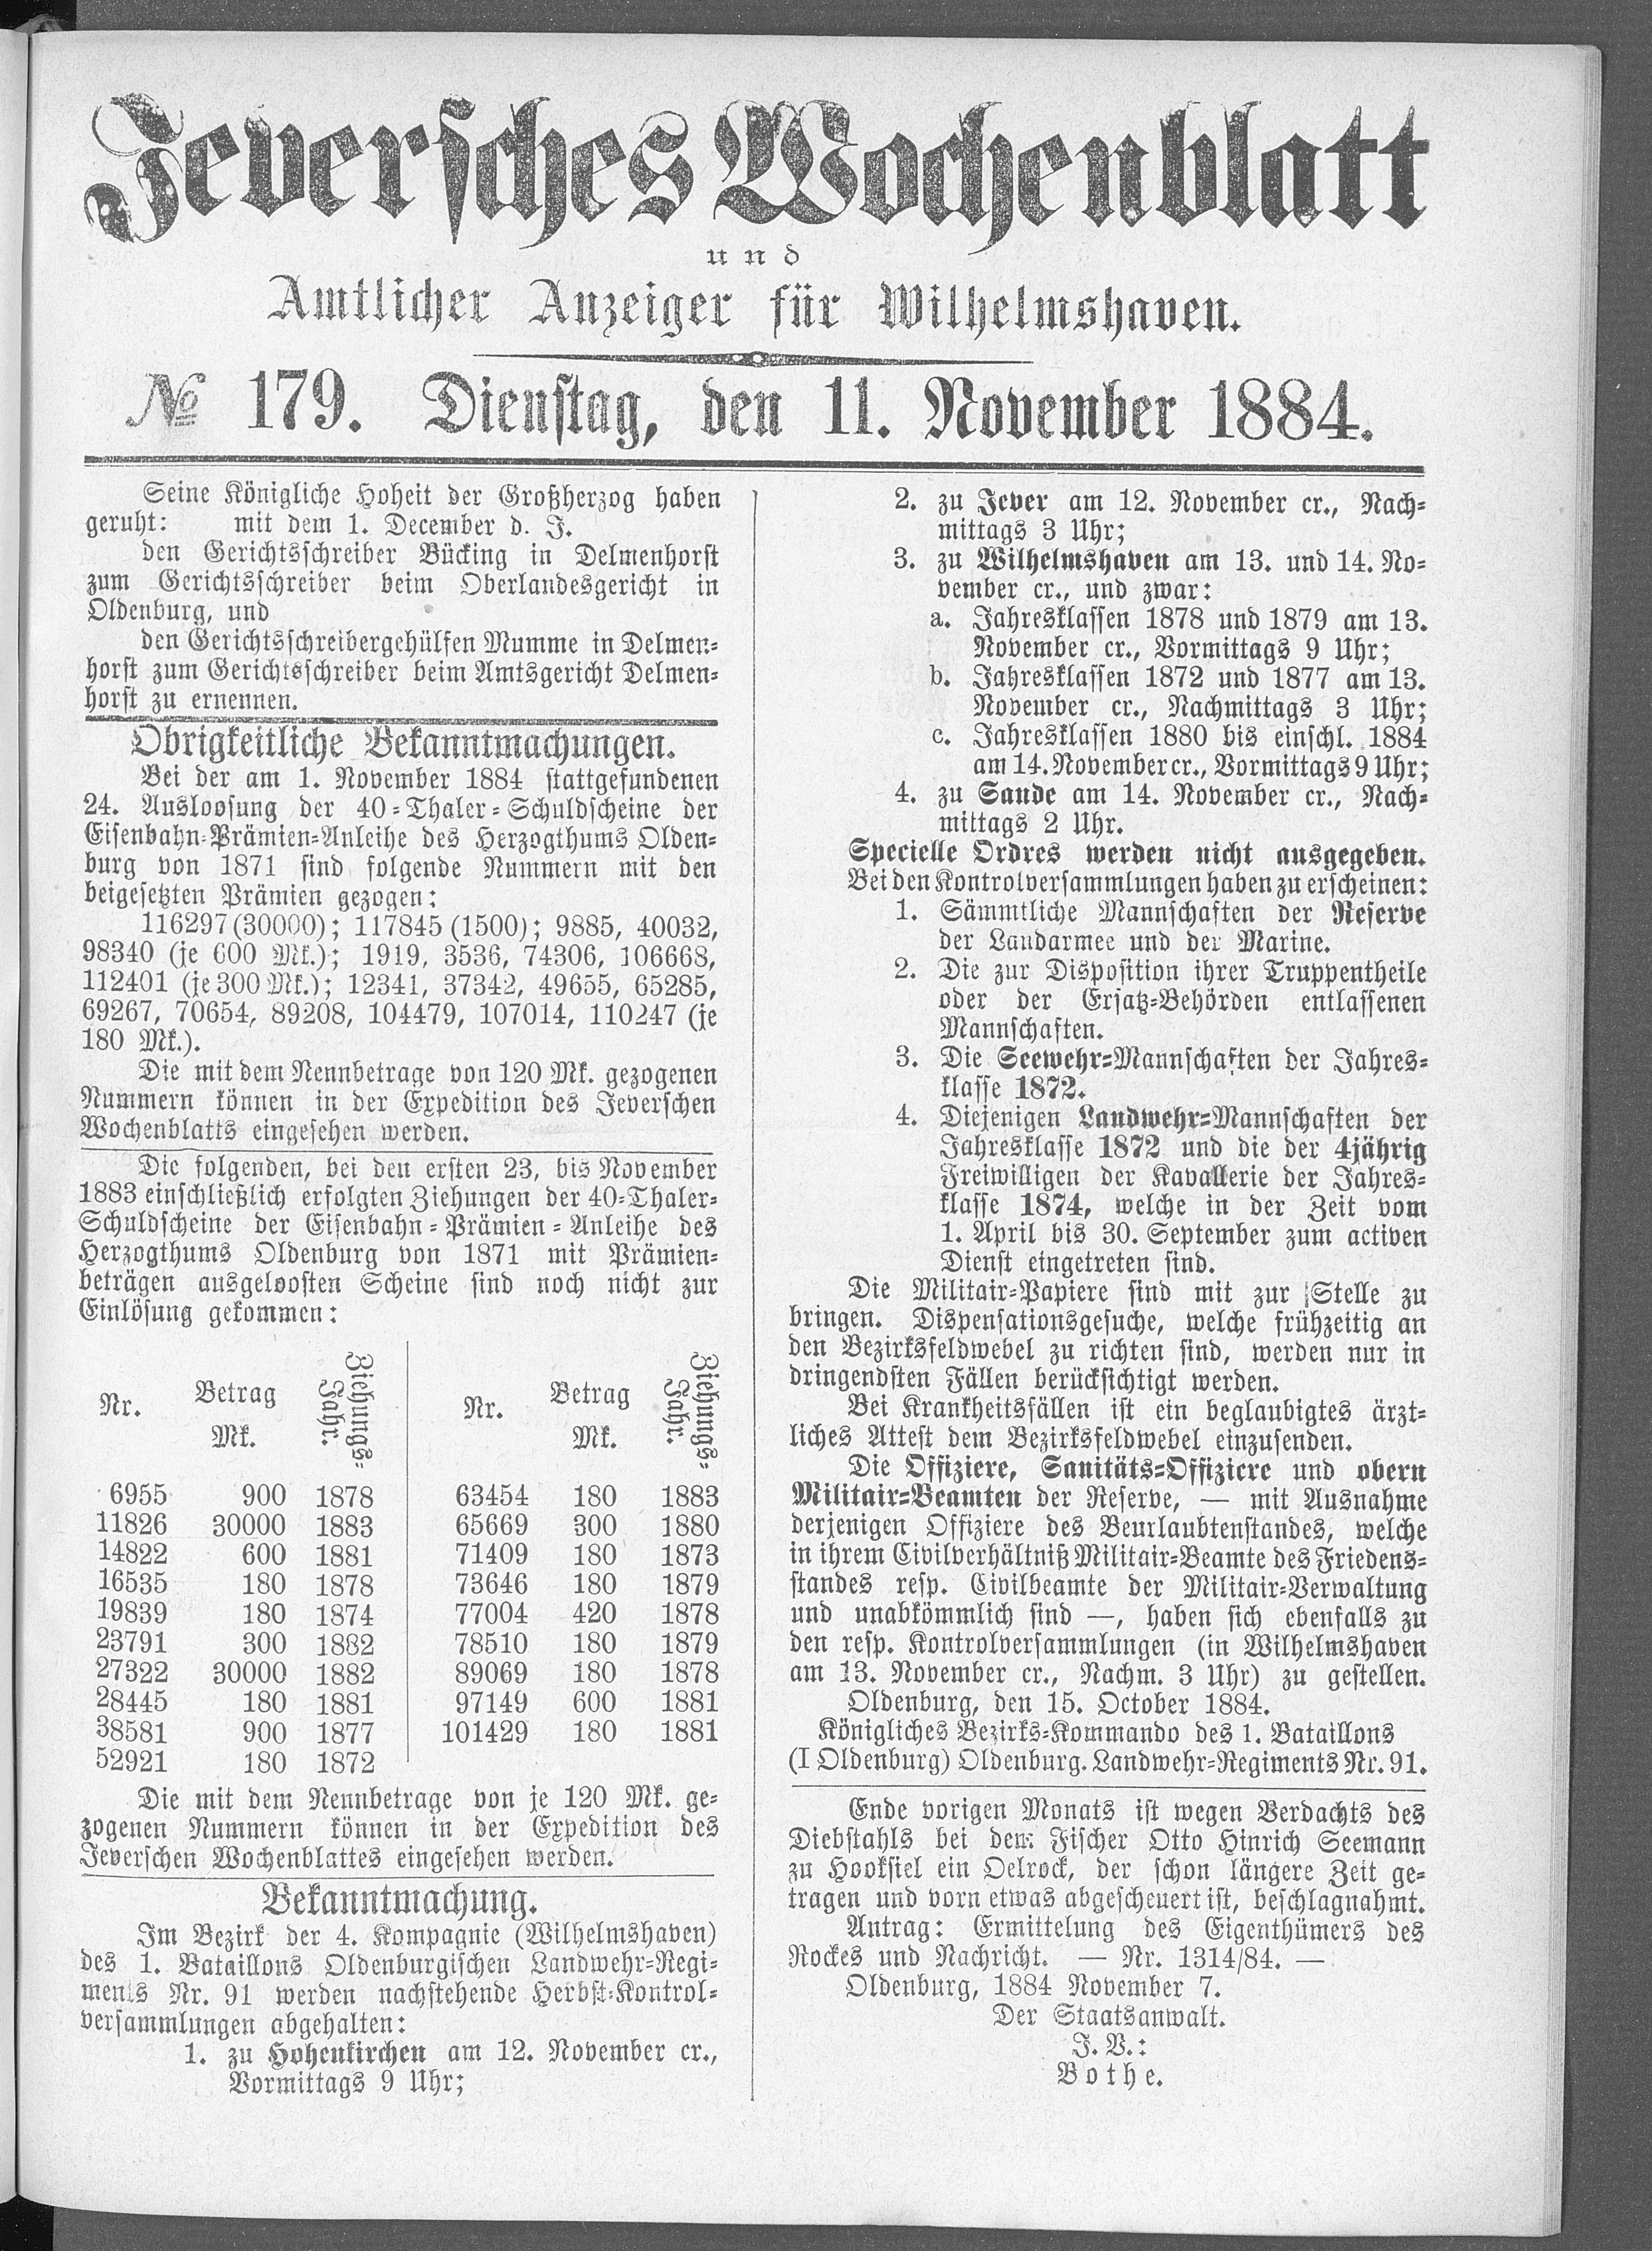 Jeversches Wochenblatt
und
Amtlicher Anzeiger für Wilhelmshaven.
№ 179. Dienstag, den 11. November 1884.
Seine Königliche Hoheit der Großherzog haben
geruht: mit dem 1. December d. J.
den Gerichtsschreiber Bücking in Delmenhorst
zum Gerichtsschreiber beim Oberlandesgericht in
Oldenburg, und
den Gerichtsschreibergehülfen Mumme in Delmen-
horst zum Gerichtsschreiber beim Amtsgericht Delmen-
horst zu ernennen.
Obrigkeitliche Bekanntmachungen.
Bei der am 1. November 1884 stattgefundenen
24. Ausloosung der 40-Thaler-Schuldscheine der
Eisenbahn-Prämien-Anleihe des Herzogthums Olden-
burg von 1871 sind folgende Nummern mit den
beigesetzten Prämien gezogen:
116297 (30000); 117845 (1500); 9885, 40032,
98340 (je 600 Mk.); 1919, 3536, 74306, 106668,
112401 (je 300 Mk.); 12341, 37342, 49655, 65285,
69267, 70654, 89208, 104479, 107014, 110247 (je
180 Mk.).
Die mit dem Nennbetrage von 120 Mk. gezogenen
Nummern können in der Expedition des Jeverschen
Wochenblatts eingesehen werden.
Die folgenden, bei den ersten 23, bis November
1883 einschließlich erfolgten Ziehungen der 40-Thaler-
Schuldscheine der Eisenbahn-Prämien-Anleihe des
Herzogthums Oldenburg von 1871 mit Prämien-
beträgen ausgeloosten Scheine sind noch nicht zur
Einlösung gekommen:
Nr. Betrag Mk. Ziehungs-Jahr. Nr. Betrag Mk. Ziehungs-Jahr.
6955 900 1878 63454 180 1883
11826 30000 1883 65669 300 1880
14822 600 1881 71409 180 1873
16535 180 1878 73646 180 1879
19839 180 1874 77004 420 1878
23791 300 1882 78510 180 1879
27322 30000 1882 89069 180 1878
28445 180 1881 97149 600 1881
38581 900 1877 101429 180 1881
52921 180 1872
Die mit dem Nennbetrage von je 120 Mk. ge-
zogenen Nummern können in der Expedition des
Jeverschen Wochenblattes eingesehen werden.
Bekanntmachung.
Im Bezirk der 4. Kompagnie (Wilhelmshaven)
des 1. Bataillons Oldenburgischen Landwehr-Regi-
ments Nr. 91 werden nachstehende Herbst-Kontrol-
versammlungen abgehalten:
1. zu Hohenkirchen am 12. November cr.,
Vormittags 9 Uhr;
2. zu Jever am 12. November cr., Nach-
mittags 3 Uhr;
3. zu Wilhelmshaven am 13. und 14. No-
vember cr., und zwar:
a. Jahresklassen 1878 und 1879 am 13.
November cr., Vormittags 9 Uhr;
b. Jahresklassen 1872 und 1877 am 13.
November cr., Nachmittags 3 Uhr;
c. Jahresklassen 1880 bis einschl. 1884
am 14. November cr., Vormittags 9 Uhr;
4. zu Sande am 14. November cr., Nach-
mittags 2 Uhr.
Specielle Ordres werden nicht ausgegeben.
Bei den Kontrolversammlungen haben zu erscheinen:
1. Sämmtliche Mannschaften der Reserve
der Landarmee und der Marine.
2. Die zur Disposition ihrer Truppentheile
oder der Ersatz-Behörden entlassenen
Mannschaften.
3. Die Seewehr-Mannschaften der Jahres-
klasse 1872.
4. Diejenigen Landwehr-Mannschaften der
Jahresklasse 1872 und die der 4jährig
Freiwilligen der Kavallerie der Jahres-
klasse 1874, welche in der Zeit vom
1. April bis 30. September zum activen
Dienst eingetreten sind.
Die Militair-Papiere sind mit zur Stelle zu
bringen. Dispensationsgesuche, welche frühzeitig an
den Bezirksfeldwebel zu richten sind, werden nur in
dringendsten Fällen berücksichtigt werden.
Bei Krankheitsfällen ist ein beglaubigtes ärzt-
liches Attest dem Bezirksfeldwebel einzusenden.
Die Offiziere, Sanitäts-Offiziere und obern
Militair-Beamten der Reserve, — mit Ausnahme
derjenigen Offiziere des Beurlaubtenstandes, welche
in ihrem Civilverhältniß Militair-Beamte des Friedens-
standes resp. Civilbeamte der Militair-Verwaltung
und unabkömmlich sind —, haben sich ebenfalls zu
den resp. Kontrolversammlungen (in Wilhelmshaven
am 13. November cr., Nachm. 3 Uhr) zu gestellen.
Oldenburg, den 15. October 1884.
Königliches Bezirks-Kommando des 1. Bataillons
(I Oldenburg) Oldenburg. Landwehr-Regiments Nr. 91.
Ende vorigen Monats ist wegen Verdachts des
Diebstahls bei dem Fischer Otto Hinrich Seemann
zu Hooksiel ein Oelrock, der schon längere Zeit ge-
tragen und vorn etwas abgescheuert ist, beschlagnahmt.
Antrag: Ermittelung des Eigenthümers des
Rockes und Nachricht. — Nr. 1314/84. —
Oldenburg, 1884 November 7.
Der Staatsanwalt.
J. V.:
Bothe.